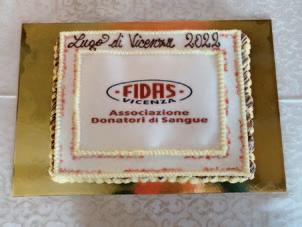 Lugo di Vicenza 2022
FIDAS
VICENZA
Associazione
Donatori di Sangue